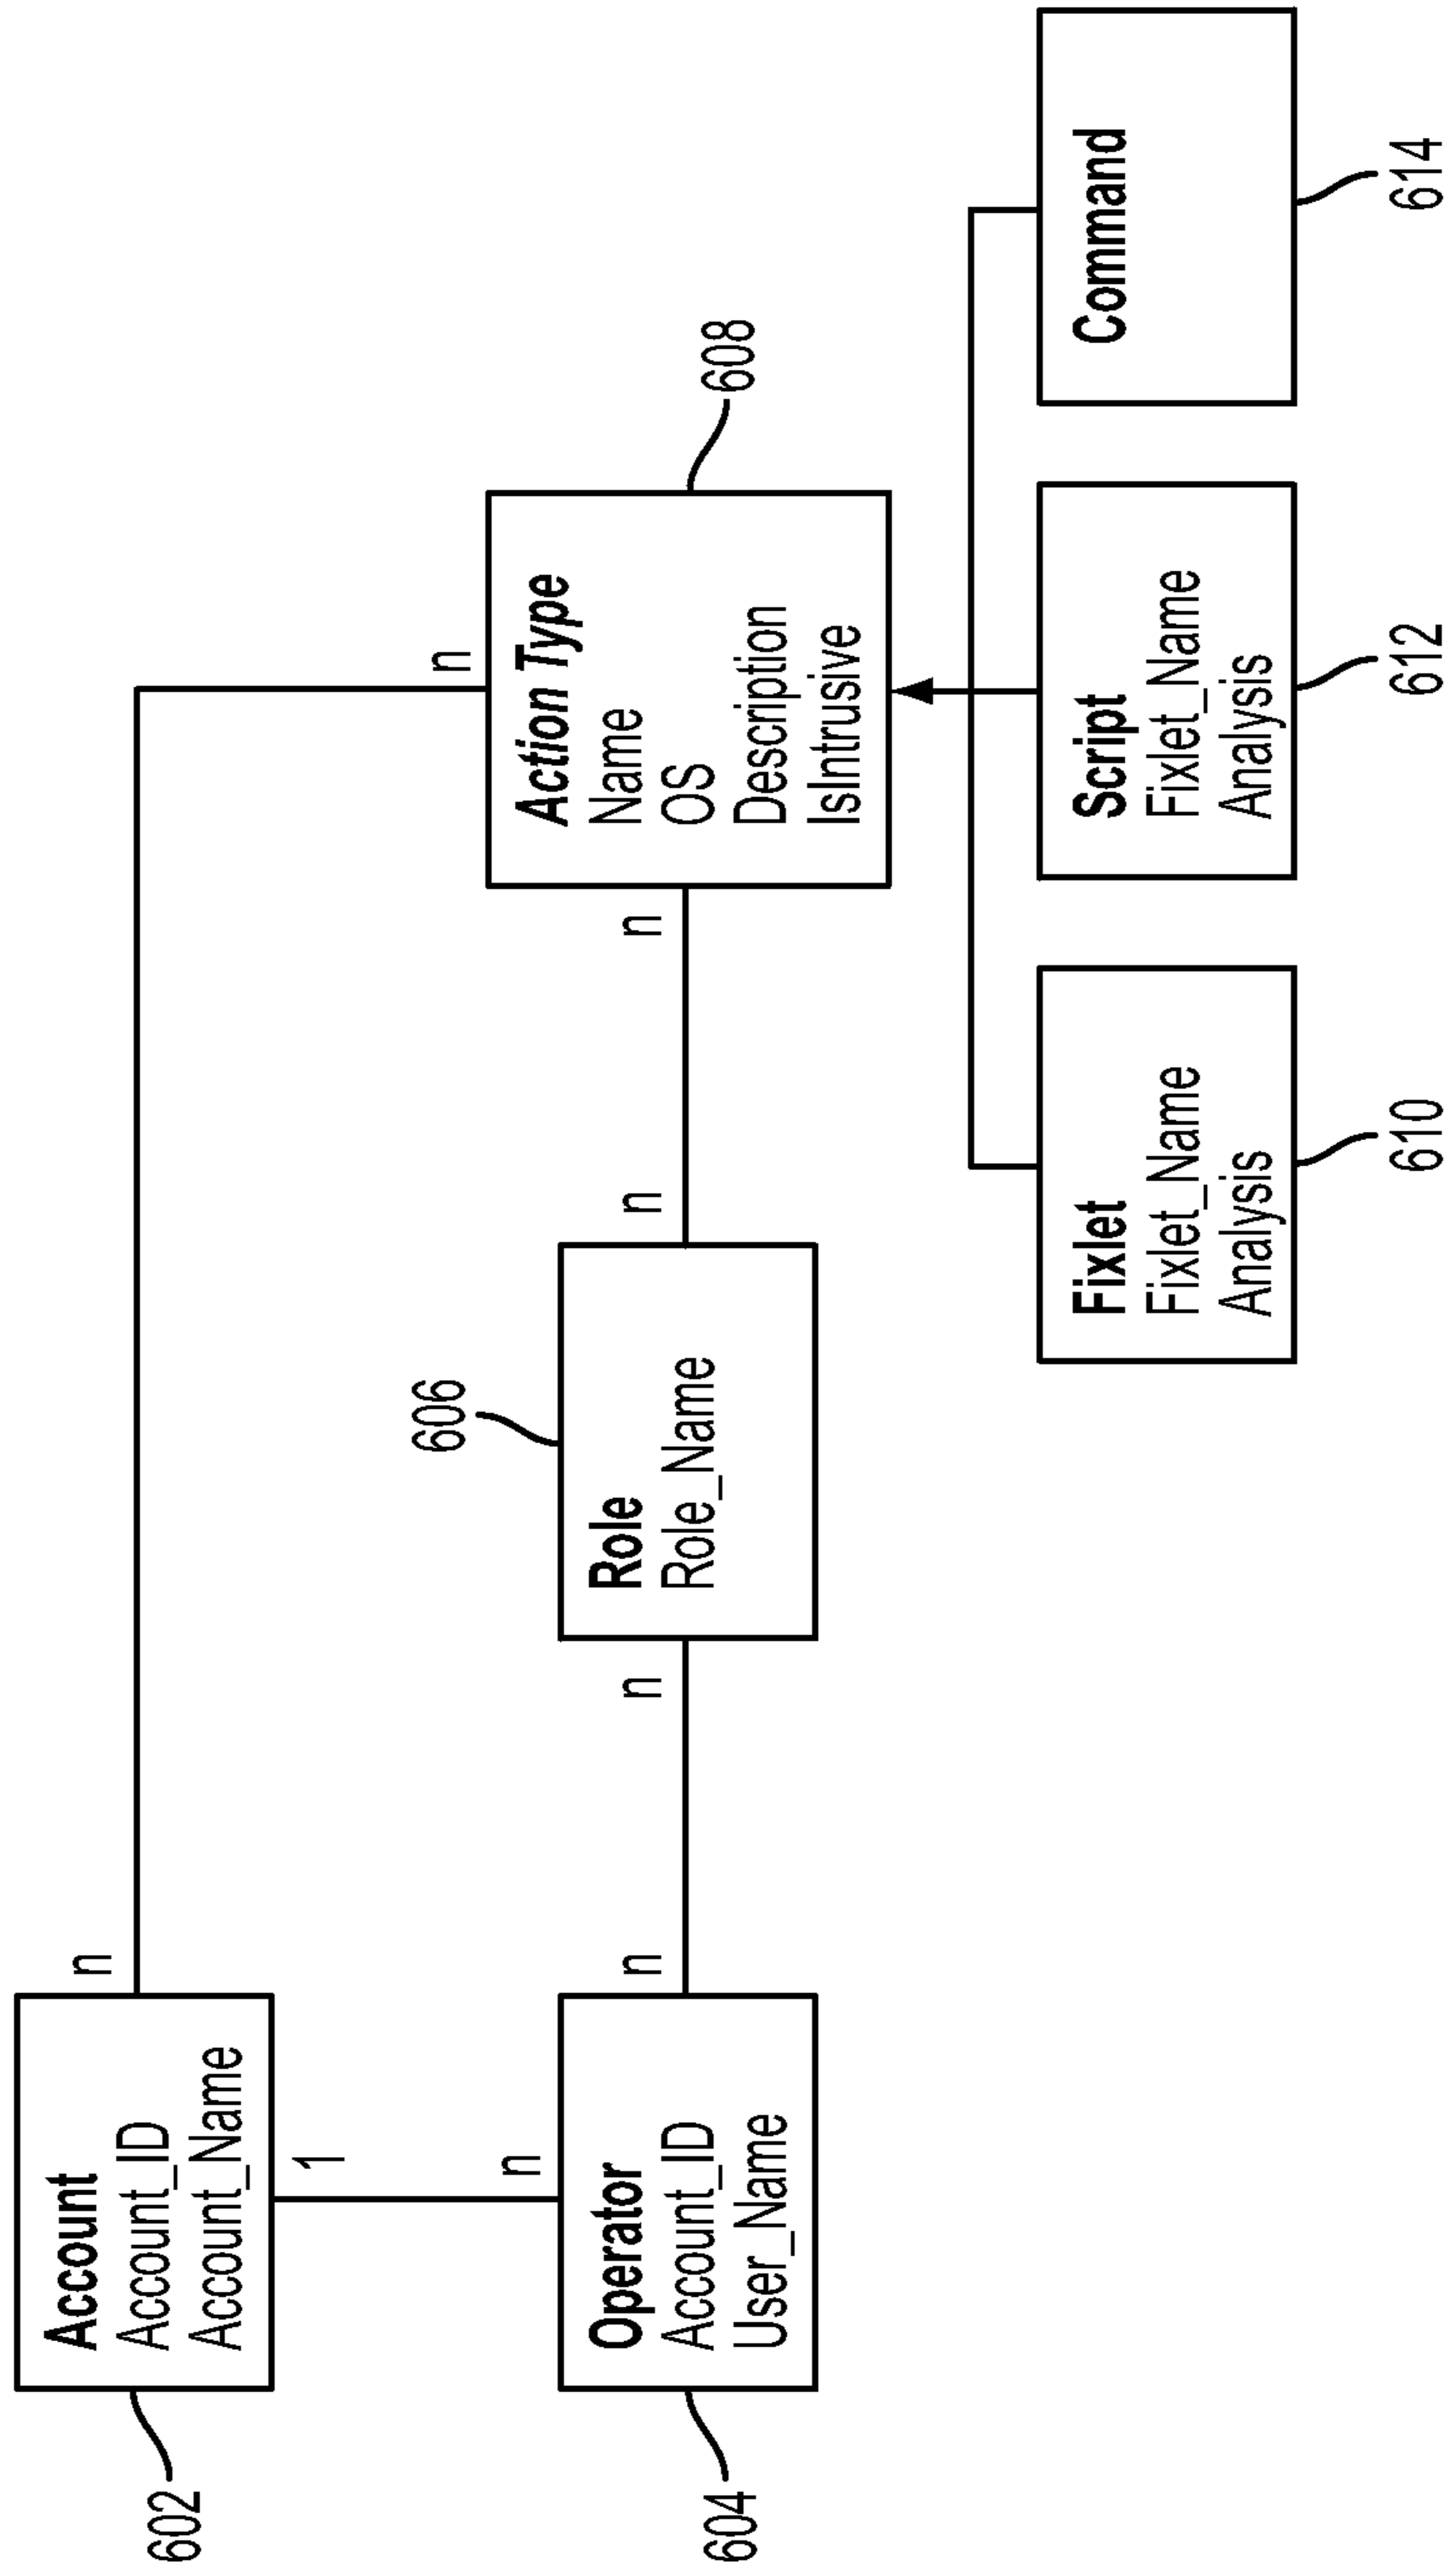 Account
Account_ID
Account_Name
602
n
1
n
Operator
Account_ID
User_Name
604
n
n
Role
Role_Name
606
n
n
n
Action Type
Name
OS
Description
IsIntrusive
608
Fixlet
Fixlet_Name
Analysis
610
Script
Fixlet_Name
Analysis
612
Command
614